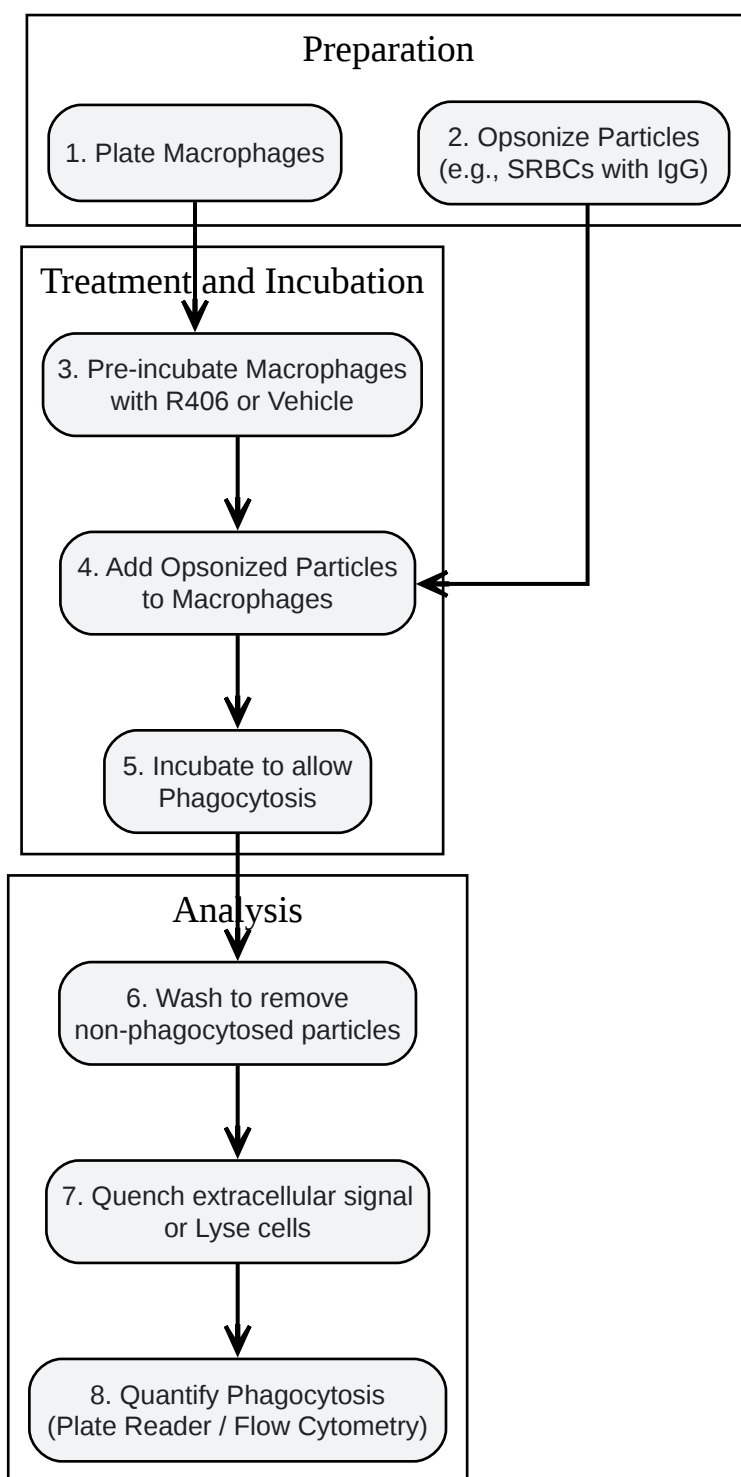 Preparation
1. Plate Macrophages
2. Opsonize Particles
(e.g., SRBCs with IgG)
Treatment and Incubation
3. Pre-incubate Macrophages
with R406 or Vehicle
4. Add Opsonized Particles
to Macrophages
5. Incubate to allow
Phagocytosis
Analysis
6. Wash to remove
non-phagocytosed particles
7. Quench extracellular signal
or Lyse cells
8. Quantify Phagocytosis
(Plate Reader / Flow Cytometry)